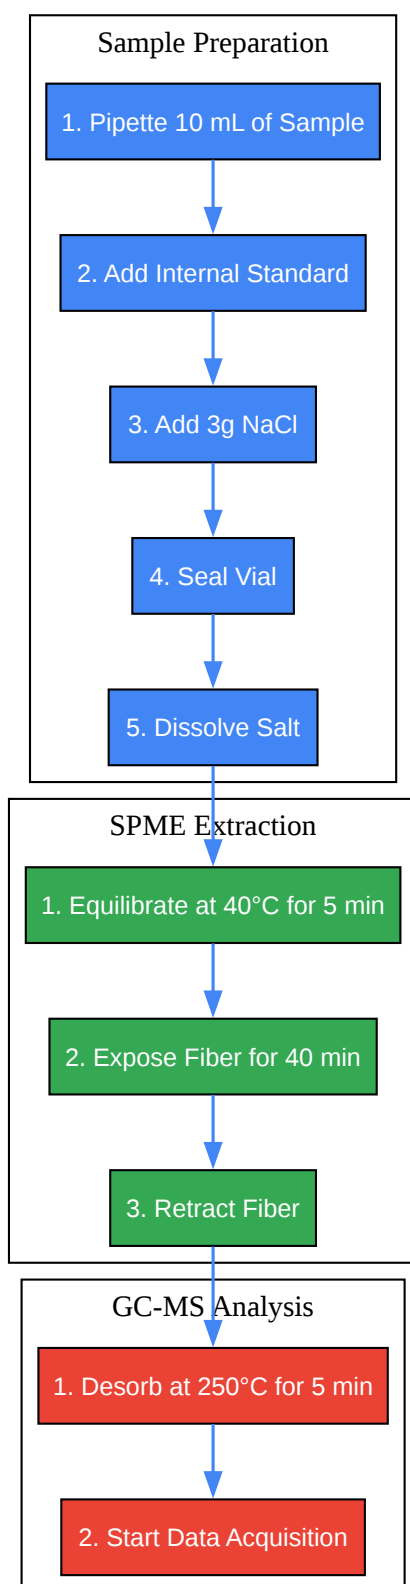 Sample Preparation
1. Pipette 10 mL of Sample
2. Add Internal Standard
3. Add 3g NaCl
4. Seal Vial
5. Dissolve Salt
SPME Extraction
1. Equilibrate at 40°C for 5 min
2. Expose Fiber for 40 min
3. Retract Fiber
GC-MS Analysis
1. Desorb at 250°C for 5 min
2. Start Data Acquisition